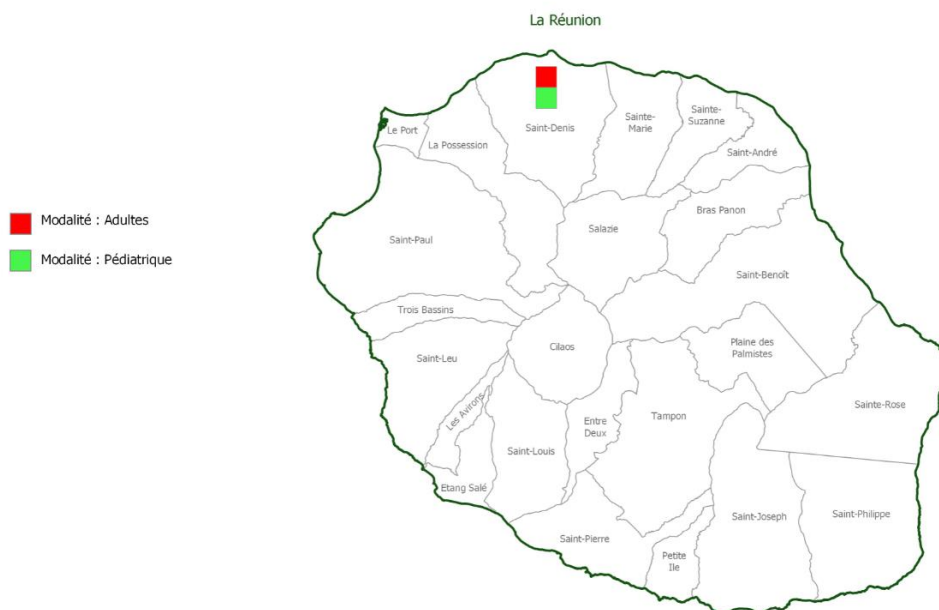 La Réunion
Saint-Denis
Sainte-
Marie
Sainte-
Suzanne
Le Port
La Possession
Saint-André
Modalité : Adultes
Modalité : Pédiatrique
Saint-Paul
Salazie
Bras Panon
Saint-Benoît
Trois Bassins
Saint-Leu
Cilaos
Plaine des
Palmistes
Les Avirons
Entre
Deux
Tampon
Sainte-Rose
Saint-Louis
Etang Salé
Saint-Pierre
Petite
Ile
Saint-Joseph
Saint-Philippe